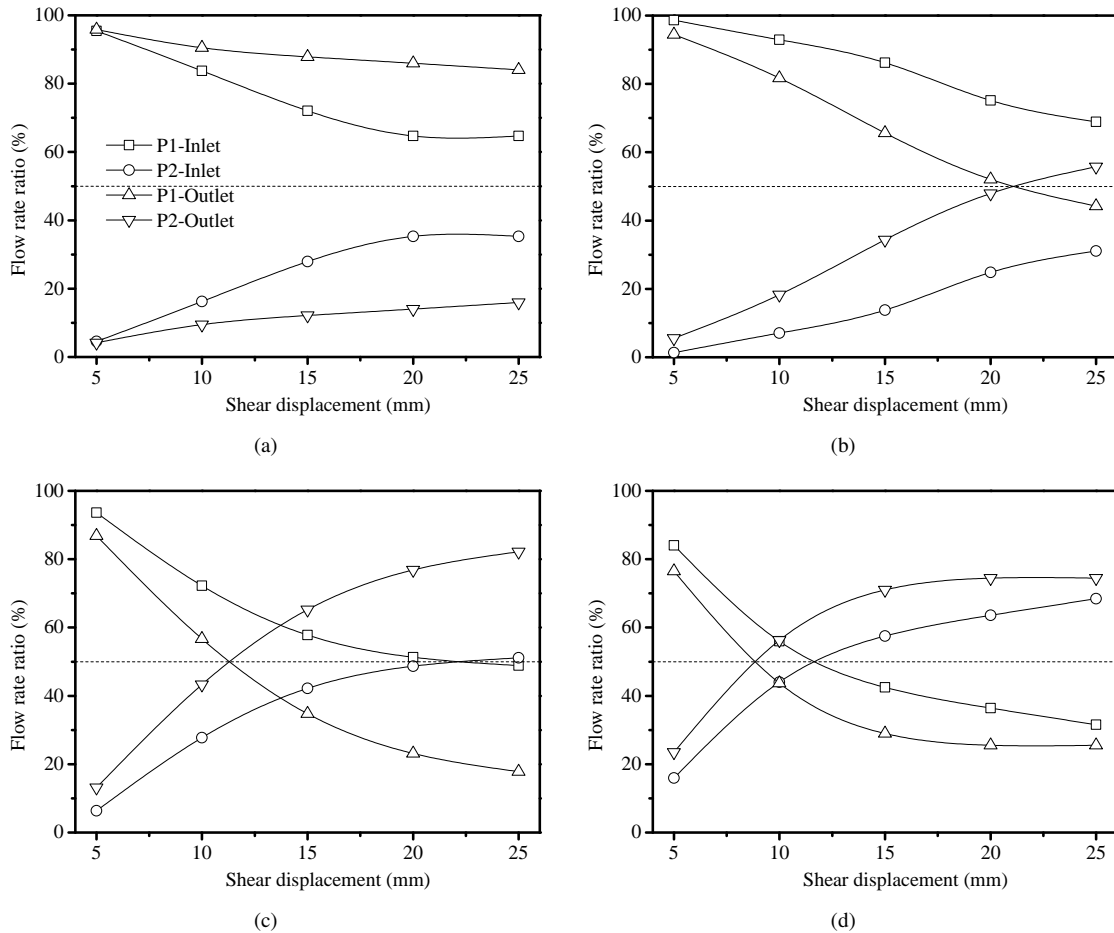 100
80
60
40
20
0
Flow rate ratio (%)
P1-Inlet
P2-Inlet
P1-Outlet
P2-Outlet
5 10 15 20 25
Shear displacement (mm)
(a)
100
80
60
40
20
0
Flow rate ratio (%)
5 10 15 20 25
Shear displacement (mm)
(b)
100
80
60
40
20
0
Flow rate ratio (%)
5 10 15 20 25
Shear displacement (mm)
(c)
100
80
60
40
20
0
Flow rate ratio (%)
5 10 15 20 25
Shear displacement (mm)
(d)